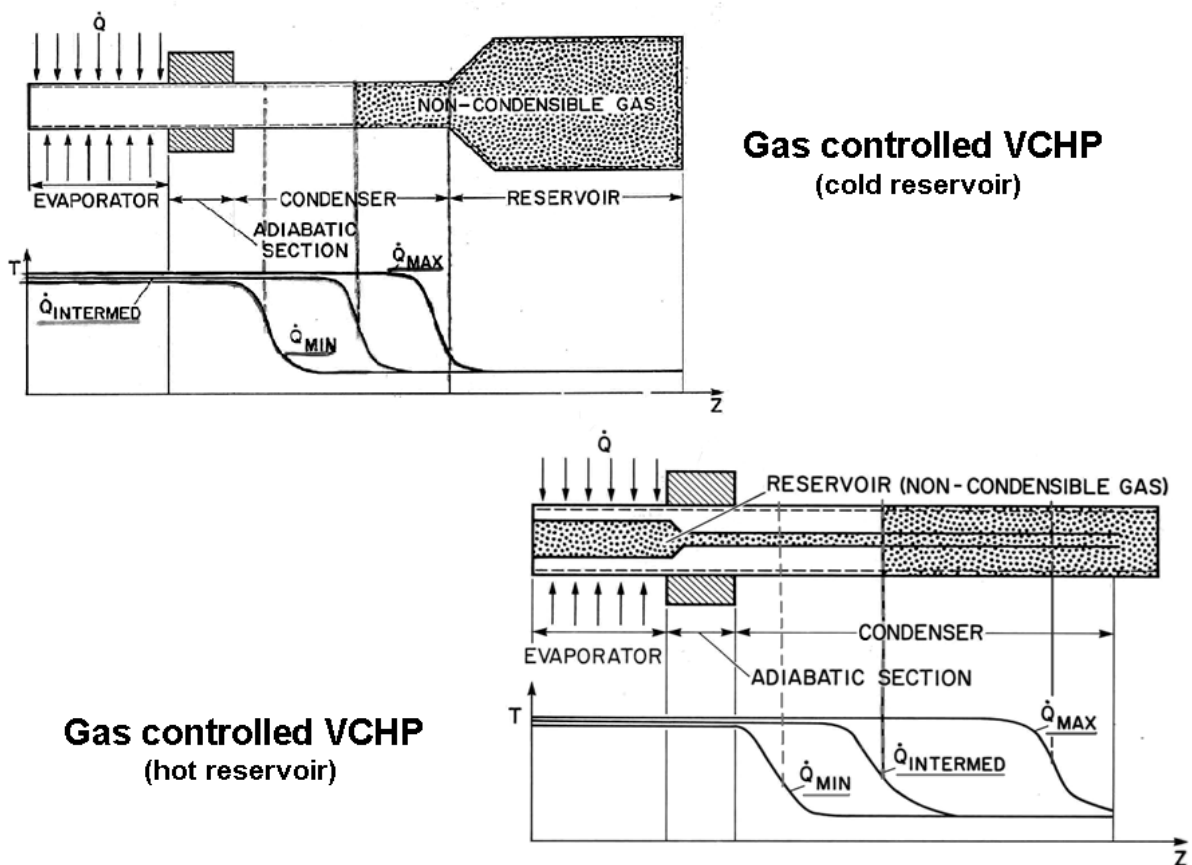 Q̇
NON-CONDENSIBLE GAS
Gas controlled VCHP
(cold reservoir)
EVAPORATOR
CONDENSER
RESERVOIR
ADIABATIC
SECTION
T
Q̇MAX
Q̇INTERMED
Q̇MIN
Z
Q̇
RESERVOIR (NON-CONDENSIBLE GAS)
CONDENSER
EVAPORATOR
ADIABATIC SECTION
Gas controlled VCHP
(hot reservoir)
T
Q̇MAX
Q̇INTERMED
Q̇MIN
Z